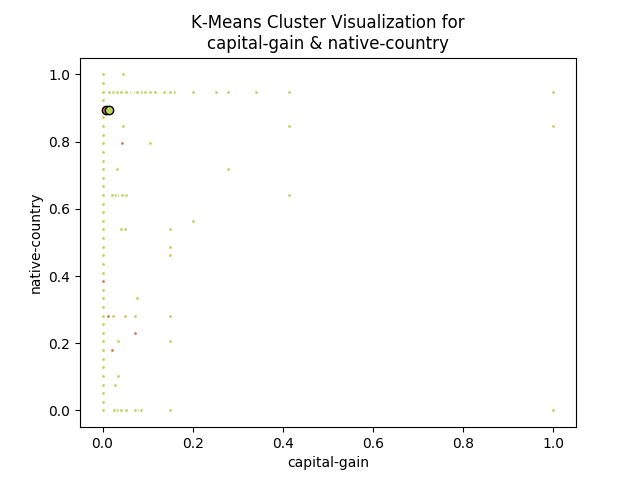 K-Means Cluster Visualization for
capital-gain & native-country
1.0
0.8
0.6
0.4
0.2
0.0
native-country
0.0 0.2 0.4 0.6 0.8 1.0
capital-gain